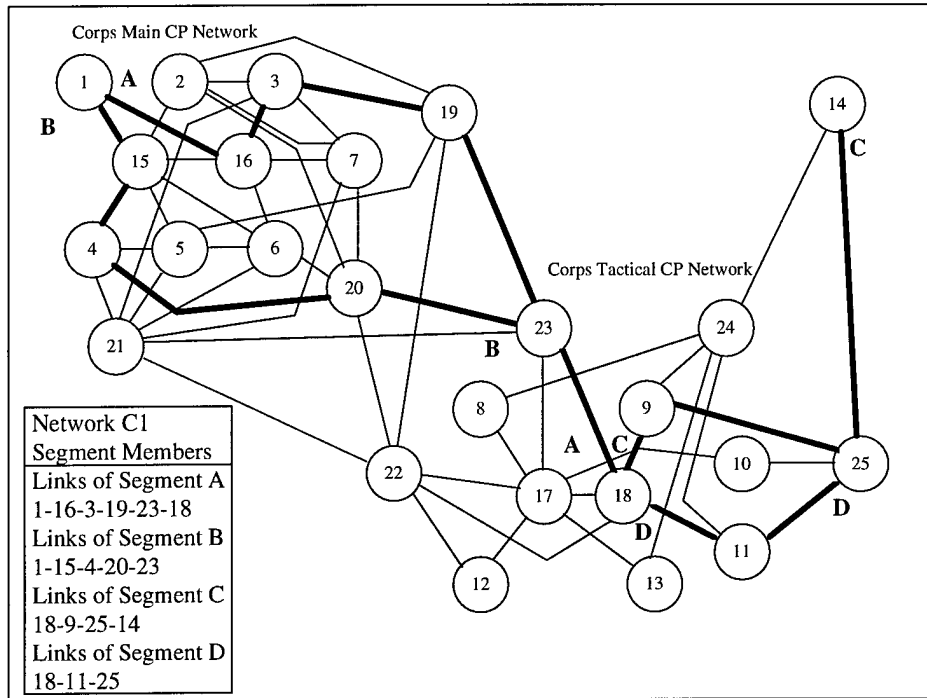 Corps Main CP Network
1
A
2
3
14
19
C
B
15
16
7
4
5
6
Corps Tactical CP Network
20
23
24
21
B
8
9
A
C
10
25
22
17
18
D
D
11
12
13
Network C1
Segment Members
Links of Segment A
1-16-3-19-23-18
Links of Segment B
1-15-4-20-23
Links of Segment C
18-9-25-14
Links of Segment D
18-11-25